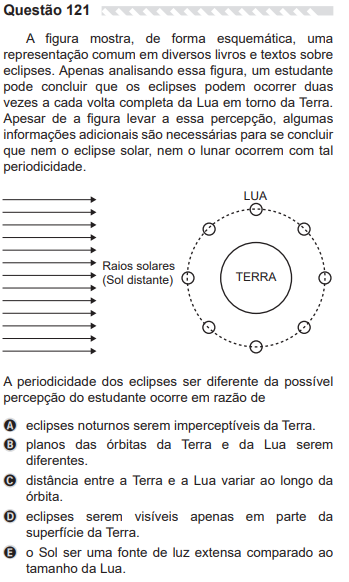 Questão 121
A figura mostra, de forma esquemática, uma
representação comum em diversos livros e textos sobre
eclipses. Apenas analisando essa figura, um estudante
pode concluir que os eclipses podem ocorrer duas
vezes a cada volta completa da Lua em torno da Terra.
Apesar de a figura levar a essa percepção, algumas
informações adicionais são necessárias para se concluir
que nem o eclipse solar, nem o lunar ocorrem com tal
periodicidade.
LUA
Raios solares
(Sol distante)
TERRA
A periodicidade dos eclipses ser diferente da possível
percepção do estudante ocorre em razão de
A eclipses noturnos serem imperceptíveis da Terra.
B planos das órbitas da Terra e da Lua serem
diferentes.
C distância entre a Terra e a Lua variar ao longo da
órbita.
D eclipses serem visíveis apenas em parte da
superfície da Terra.
E o Sol ser uma fonte de luz extensa comparado ao
tamanho da Lua.